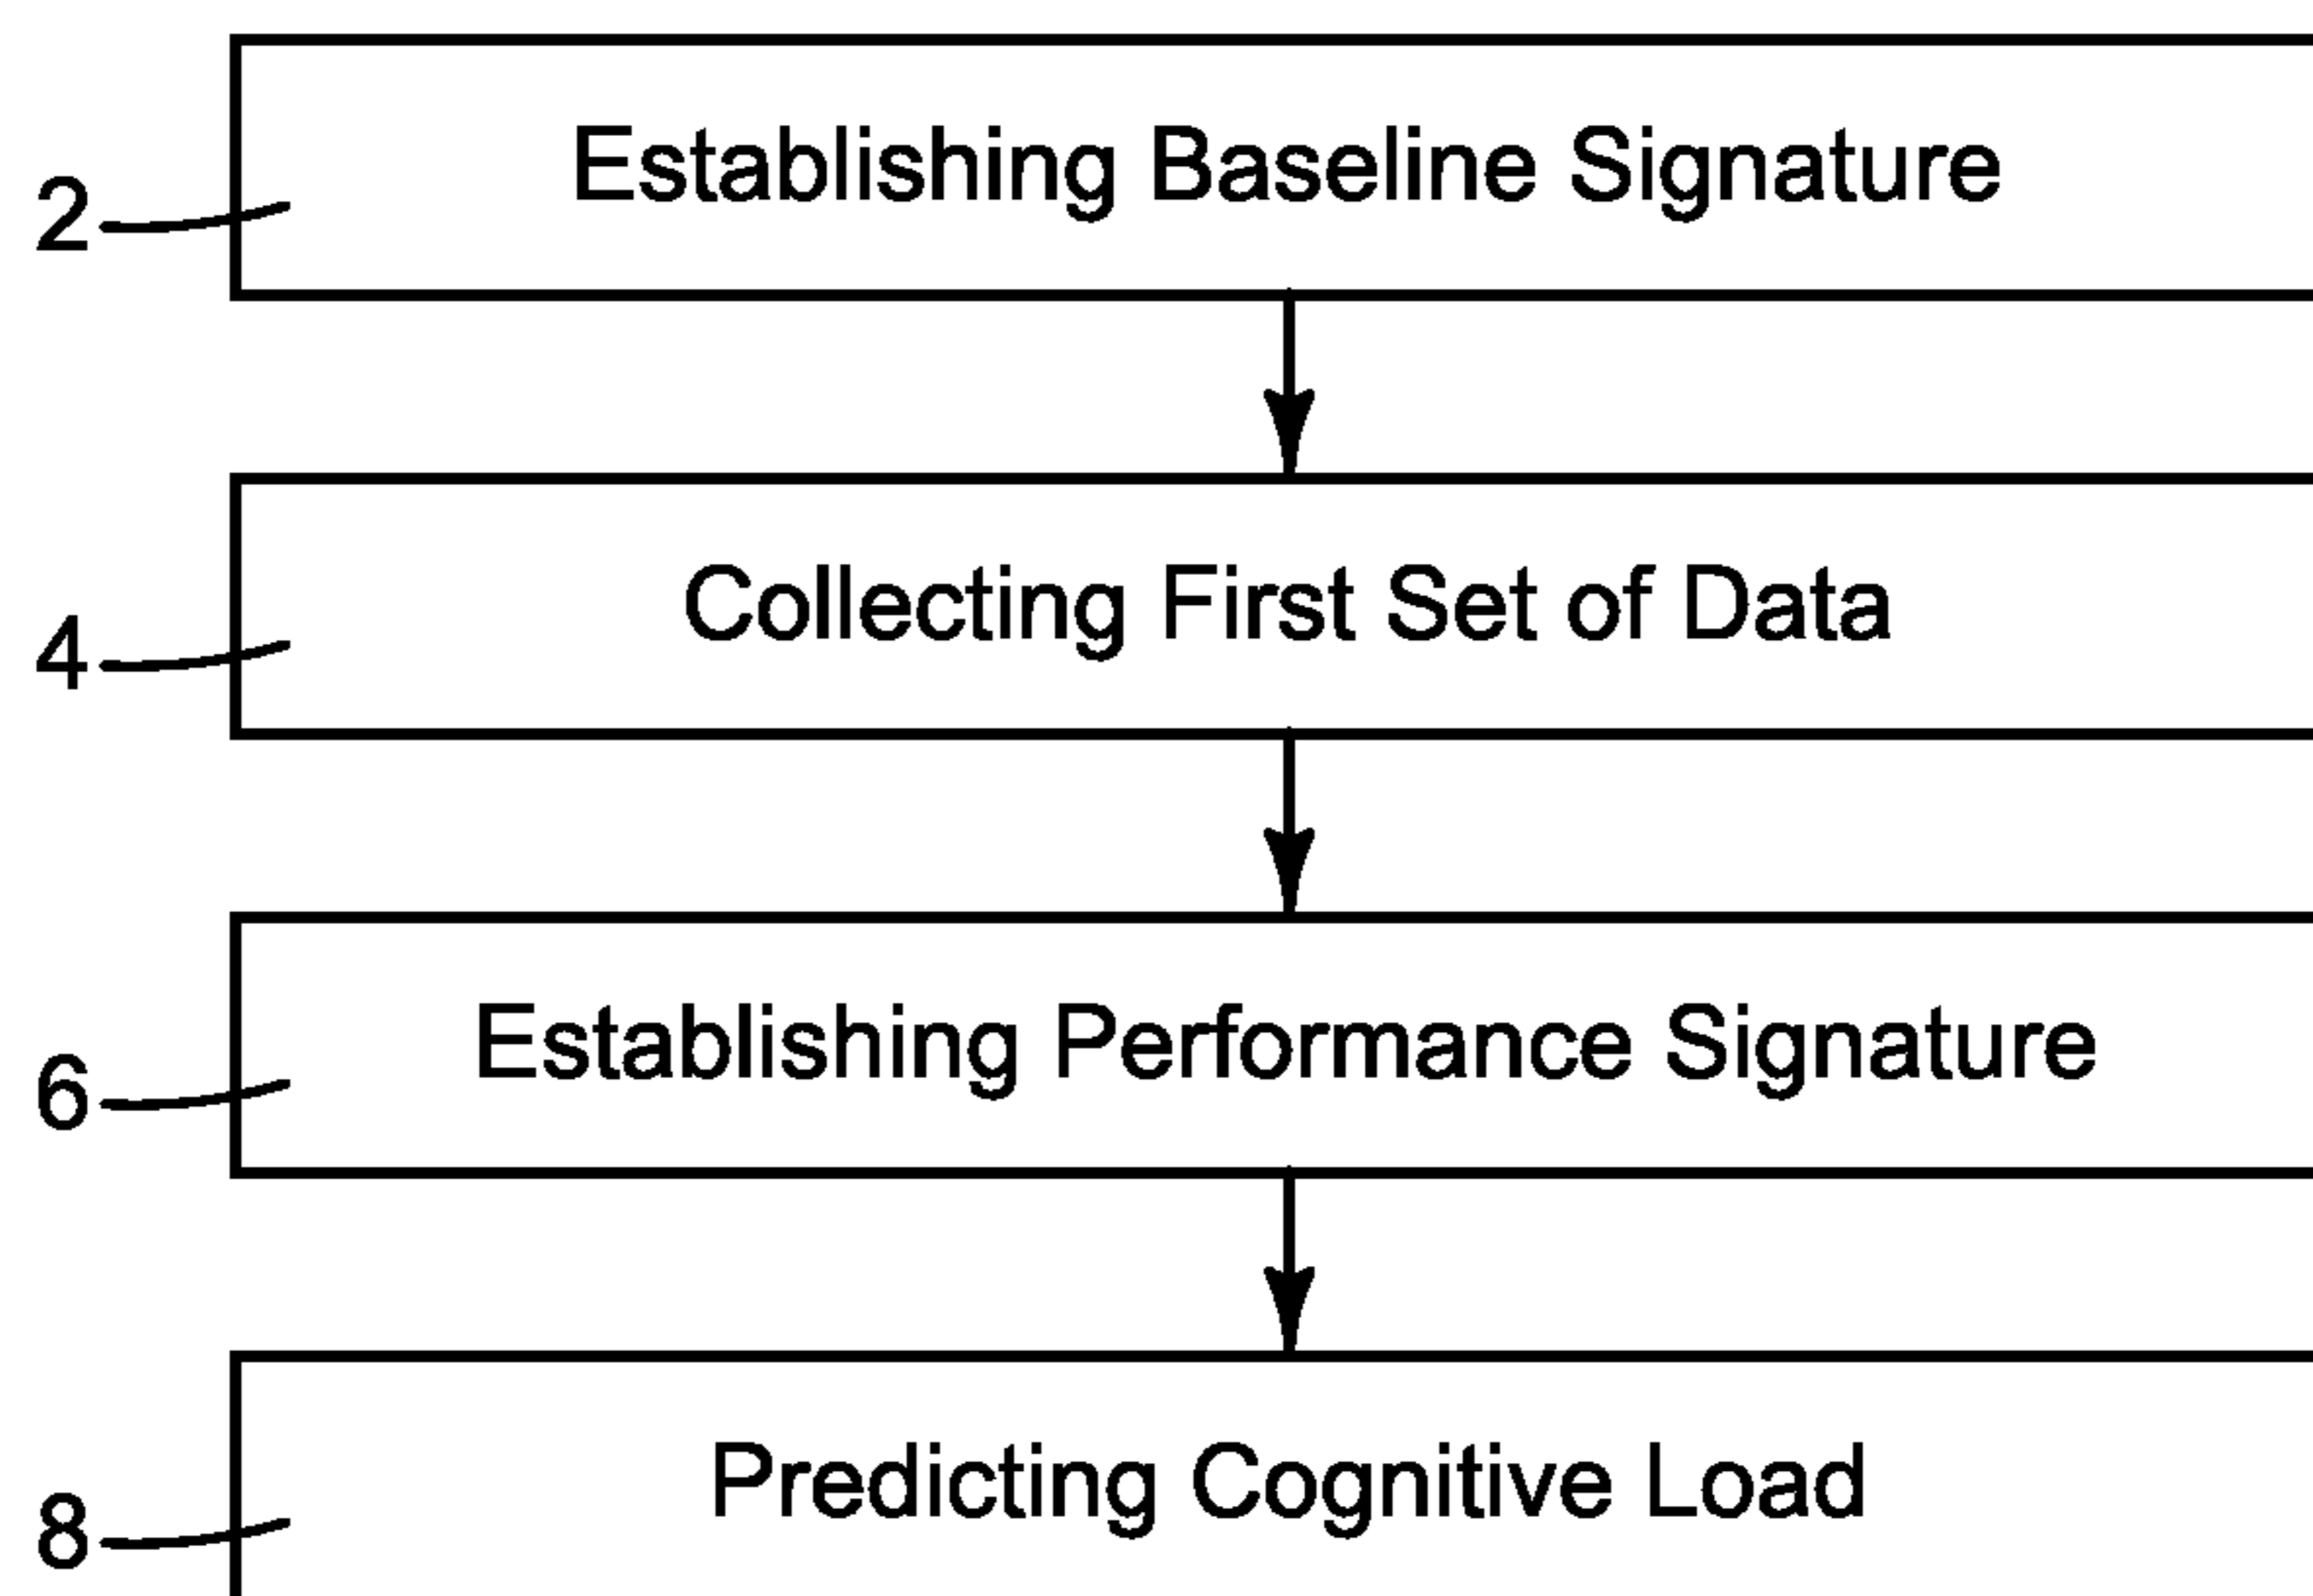 Establishing Baseline Signature
2
Collecting First Set of Data
4
Establishing Performance Signature
6
Predicting Cognitive Load
8